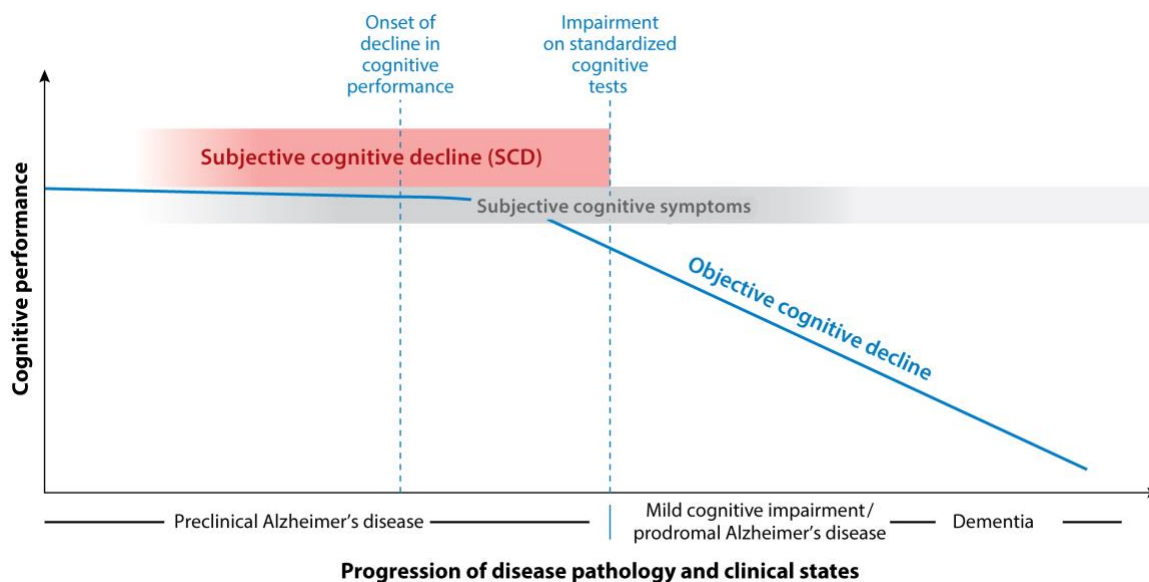 Onset of
decline in
cognitive
performance
Impairment
on standardized
cognitive
tests
Cognitive performance
Subjective cognitive decline (SCD)
Subjective cognitive symptoms
Objective cognitive decline
Preclinical Alzheimer’s disease
Mild cognitive impairment/
prodromal Alzheimer’s disease
Dementia
Progression of disease pathology and clinical states